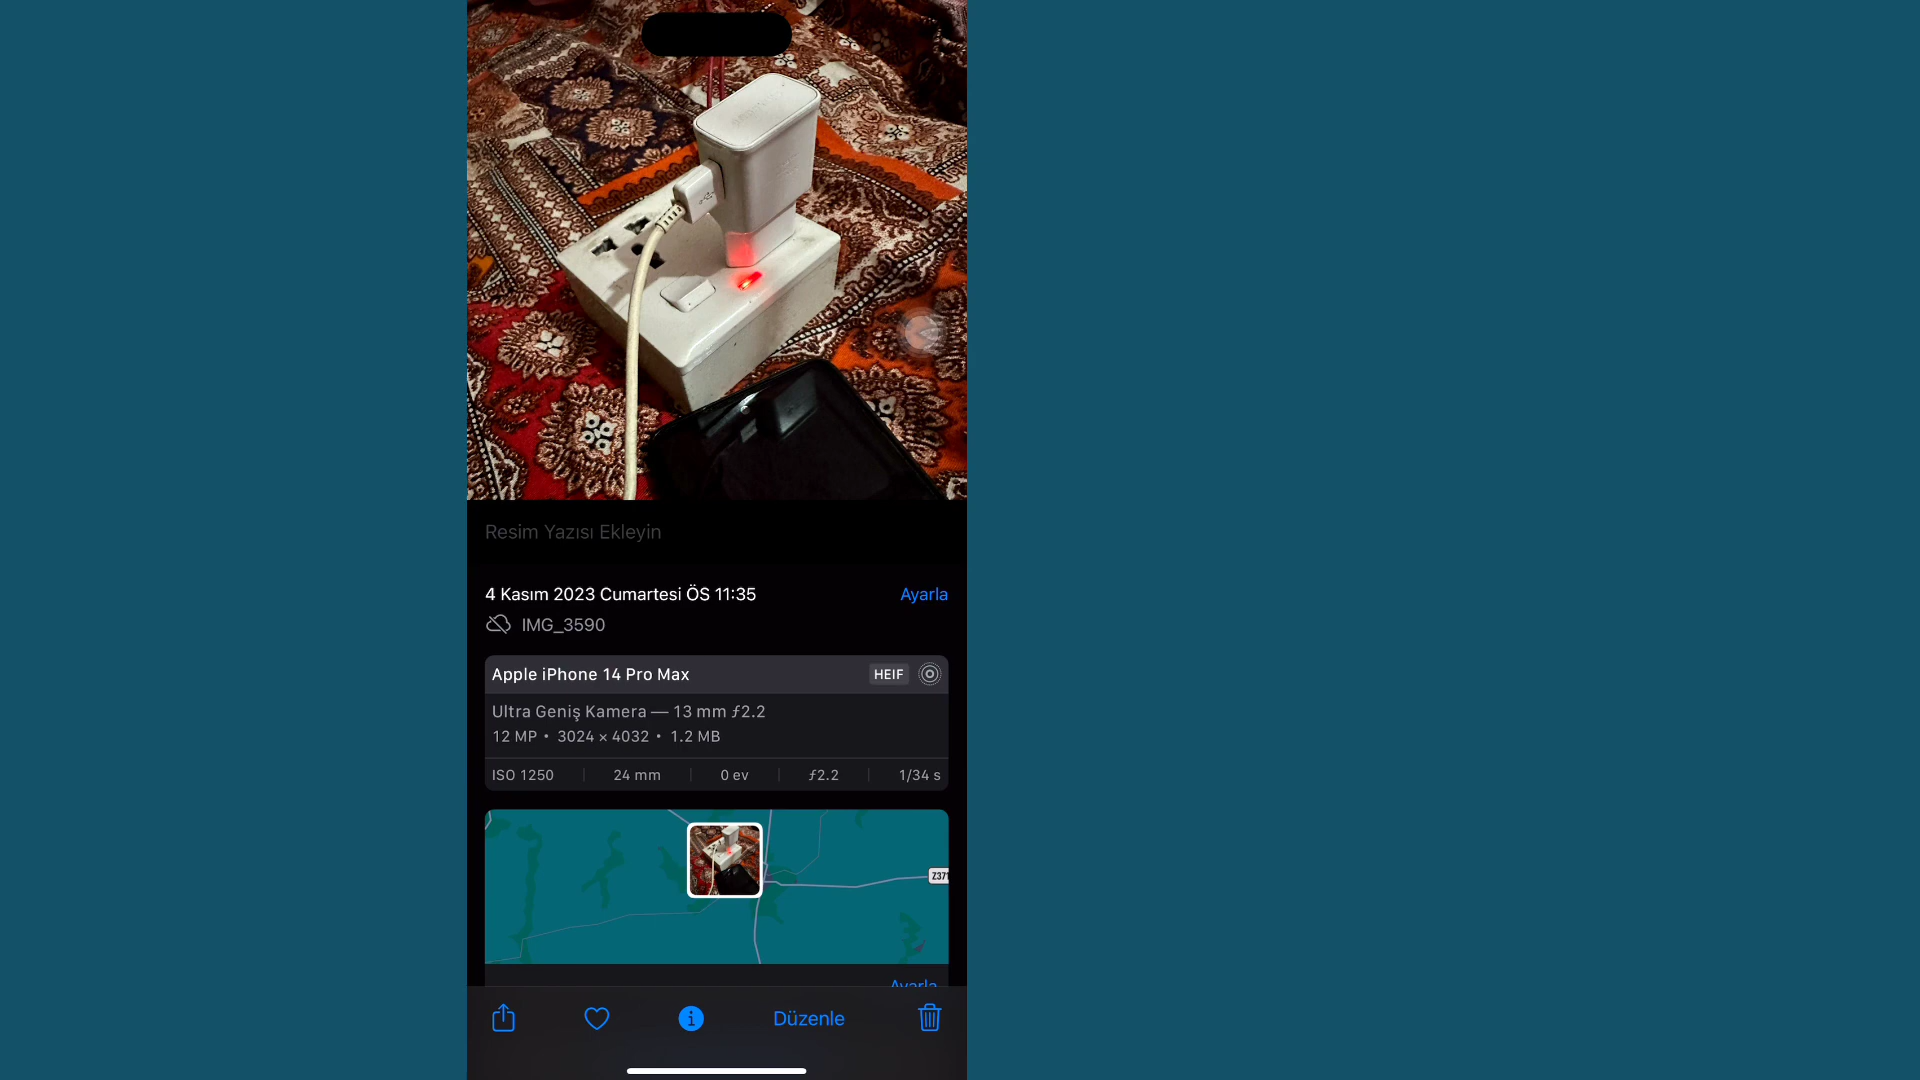 Resim Yazısı Ekleyin
4 Kasım 2023 Cumartesi ÖS 11:35
Ayarla
IMG_3590
Apple iPhone 14 Pro Max
HEIF
Ultra Geniş Kamera — 13 mm ƒ2.2
12 MP • 3024 × 4032 • 1.2 MB
ISO 1250 | 24 mm | 0 ev | ƒ2.2 | 1/34 s
Z371
Ayarla
Düzenle